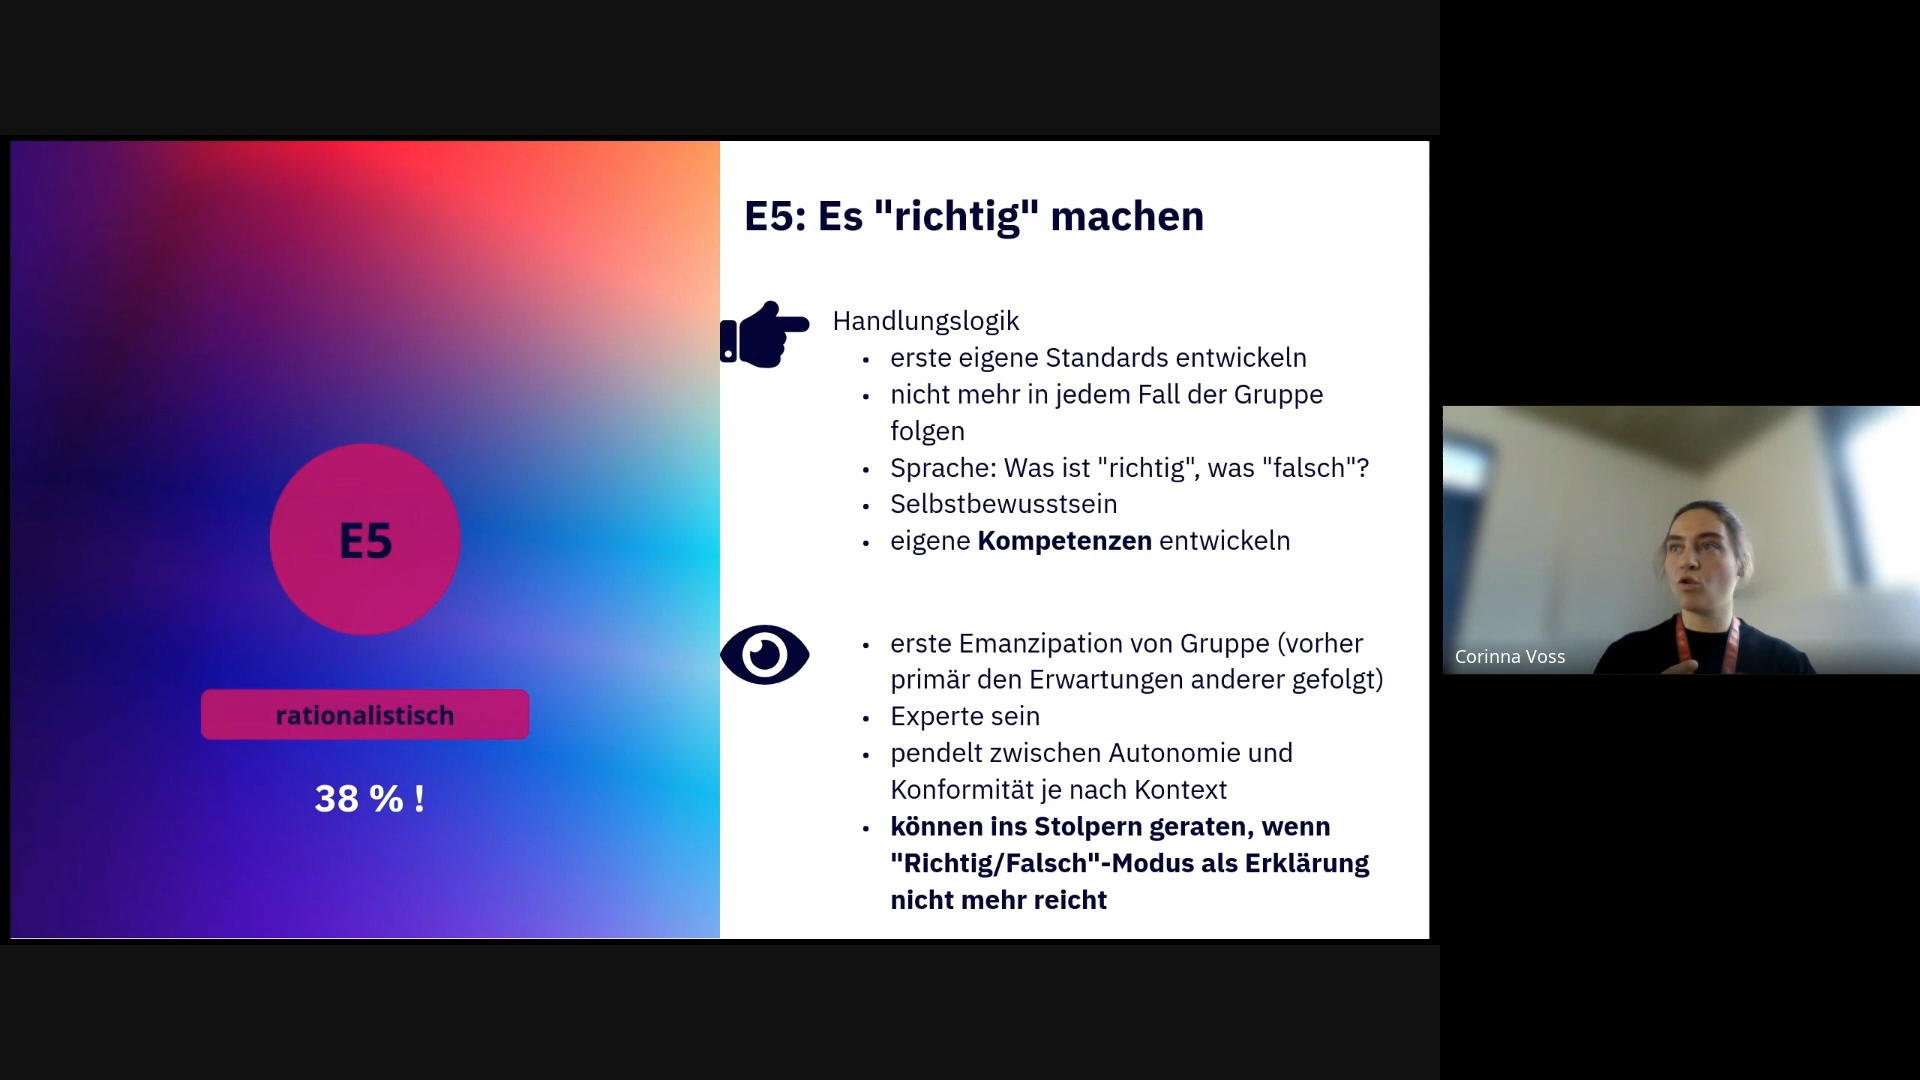 E5
rationalistisch
38 % !
E5: Es "richtig" machen
Handlungslogik
• erste eigene Standards entwickeln
• nicht mehr in jedem Fall der Gruppe
folgen
• Sprache: Was ist "richtig", was "falsch"?
• Selbstbewusstsein
• eigene Kompetenzen entwickeln
• erste Emanzipation von Gruppe (vorher
primär den Erwartungen anderer gefolgt)
• Experte sein
• pendelt zwischen Autonomie und
Konformität je nach Kontext
• können ins Stolpern geraten, wenn
"Richtig/Falsch"-Modus als Erklärung
nicht mehr reicht
Corinna Voss